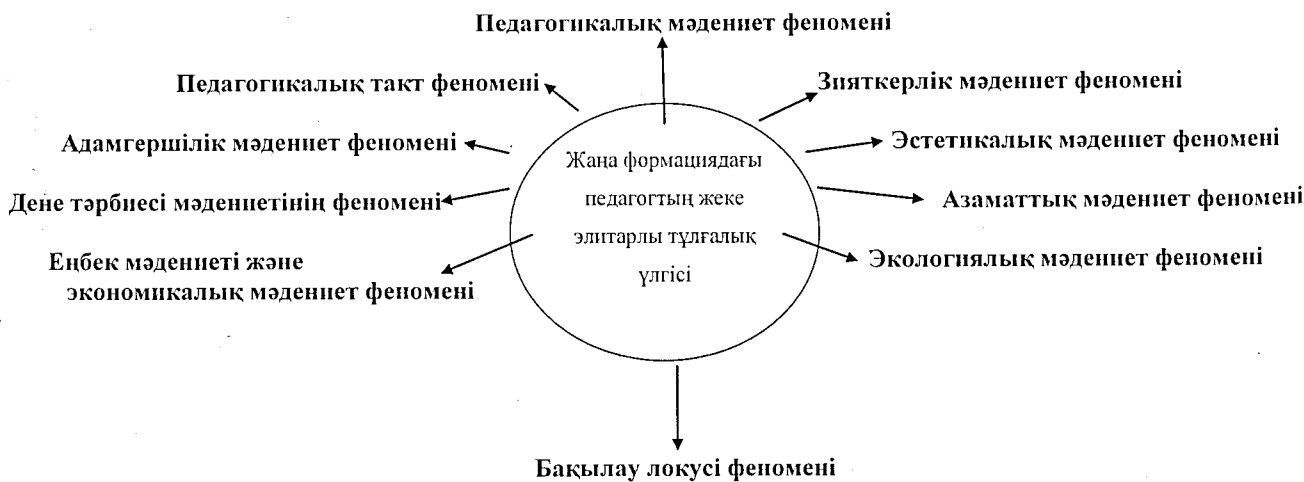 Педагогикалық мәдениет феномені
Педагогикалық такт феномені
Зияткерлік мәдениет феномені
Адамгершілік мәдениет феномені
Эстетикалық мәдениет феномені
Жаңа формациядағы
педагогтың жеке
элитарлы тұлғалық
үлгісі
Дене тәрбиесі мәдениетінің феномені
Азаматтық мәдениет феномені
Еңбек мәдениеті және
экономикалық мәдениет феномені
Экологиялық мәдениет феномені
Бақылау локусі феномені